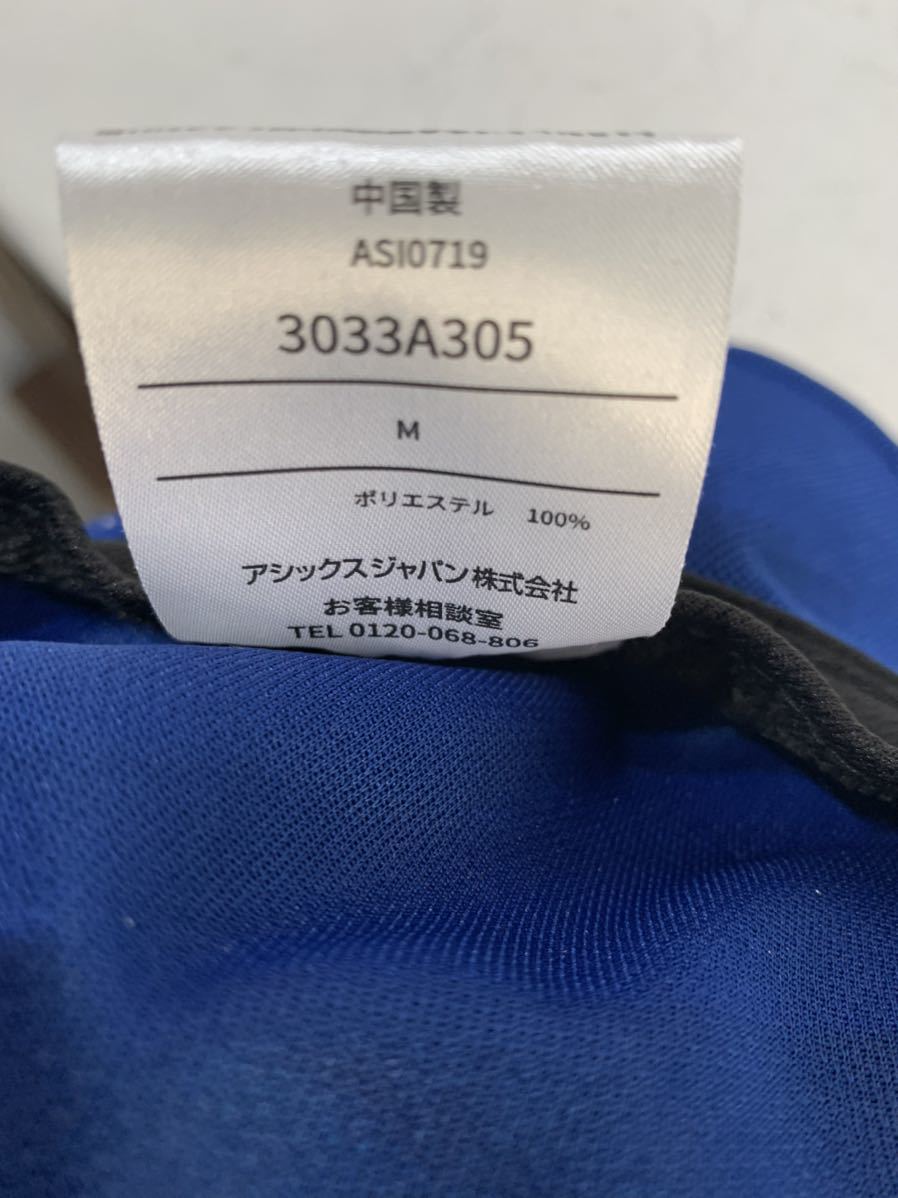 中国製
ASI0719
3033A305
M
ポリエステル 100%
アシックスジャパン株式会社
お客様相談室
TEL 0120-068-806